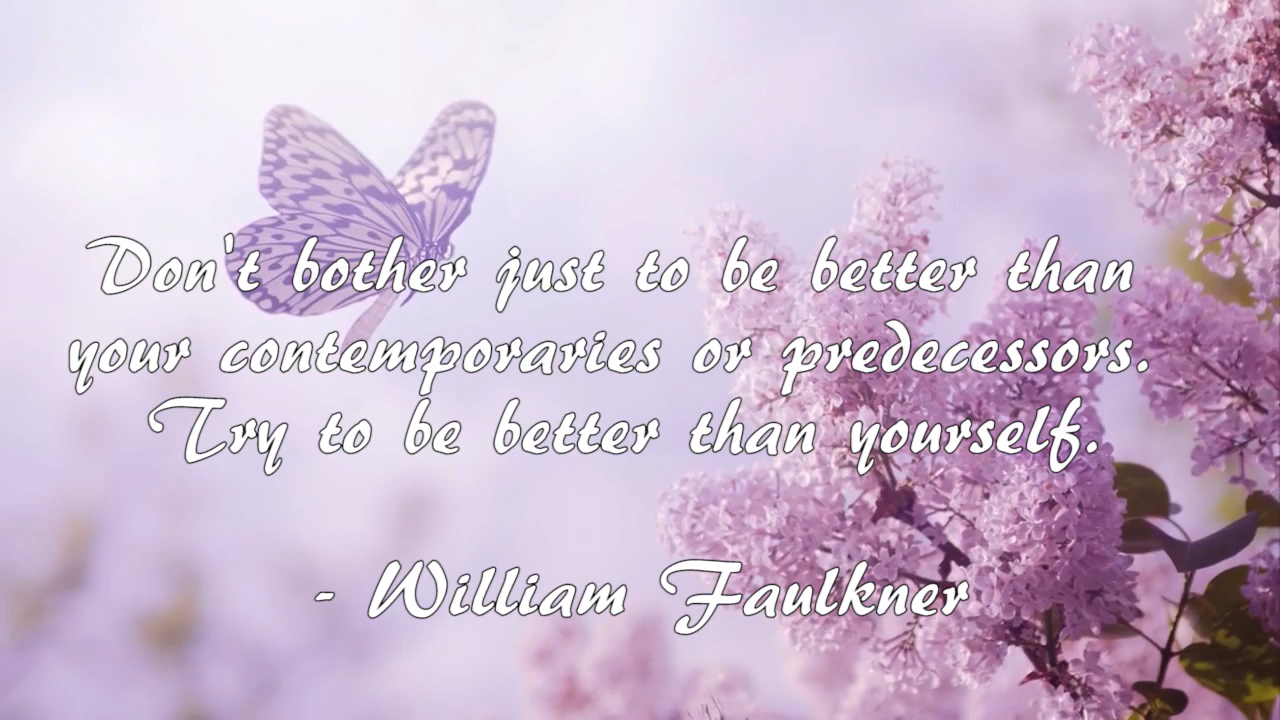 Don't bother just to be better than
your contemporaries or predecessors.
Try to be better than yourself.
- William Faulkner